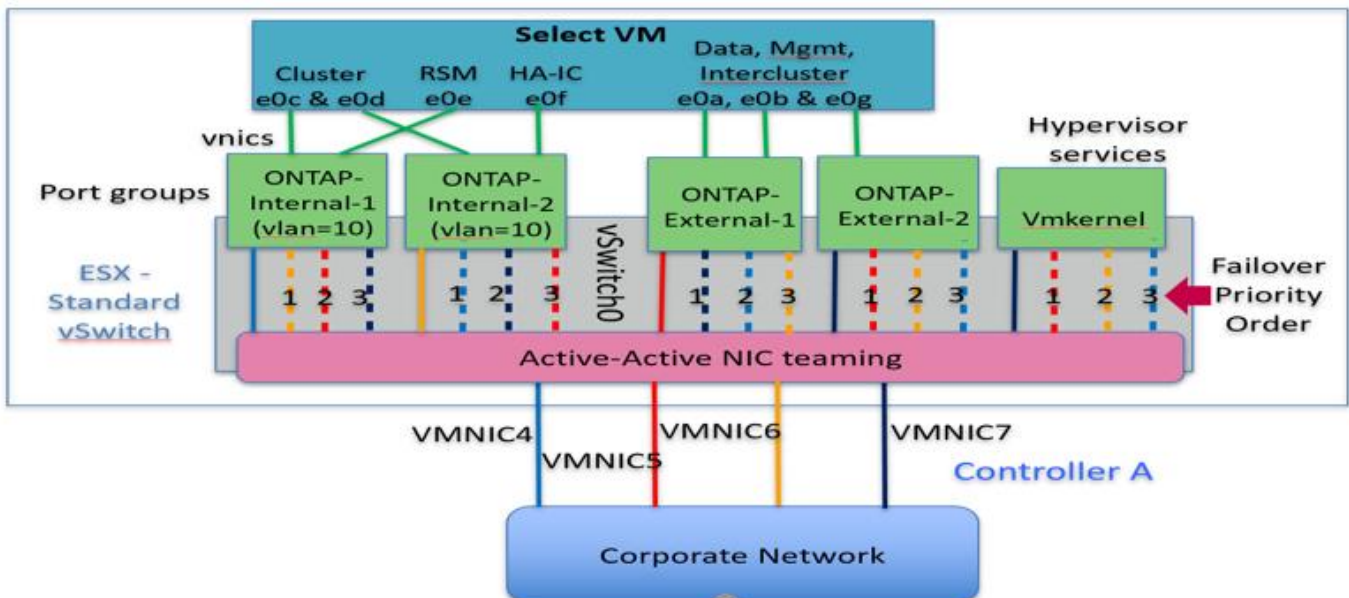 Select VM
Cluster
e0c & e0d
RSM
e0e
HA-IC
e0f
Data, Mgmt,
Intercluster
e0a, e0b & e0g
vnics
Hypervisor
services
Port groups
ONTAP-
Internal-1
(vlan=10)
ONTAP-
Internal-2
(vlan=10)
vSwitch0
ONTAP-
External-1
ONTAP-
External-2
Vmkernel
ESX -
Standard
vSwitch
1 2 3
1 2 3
1 2 3
1 2 3
1 2 3
Failover
Priority
Order
Active-Active NIC teaming
VMNIC4
VMNIC5
VMNIC6
VMNIC7
Controller A
Corporate Network